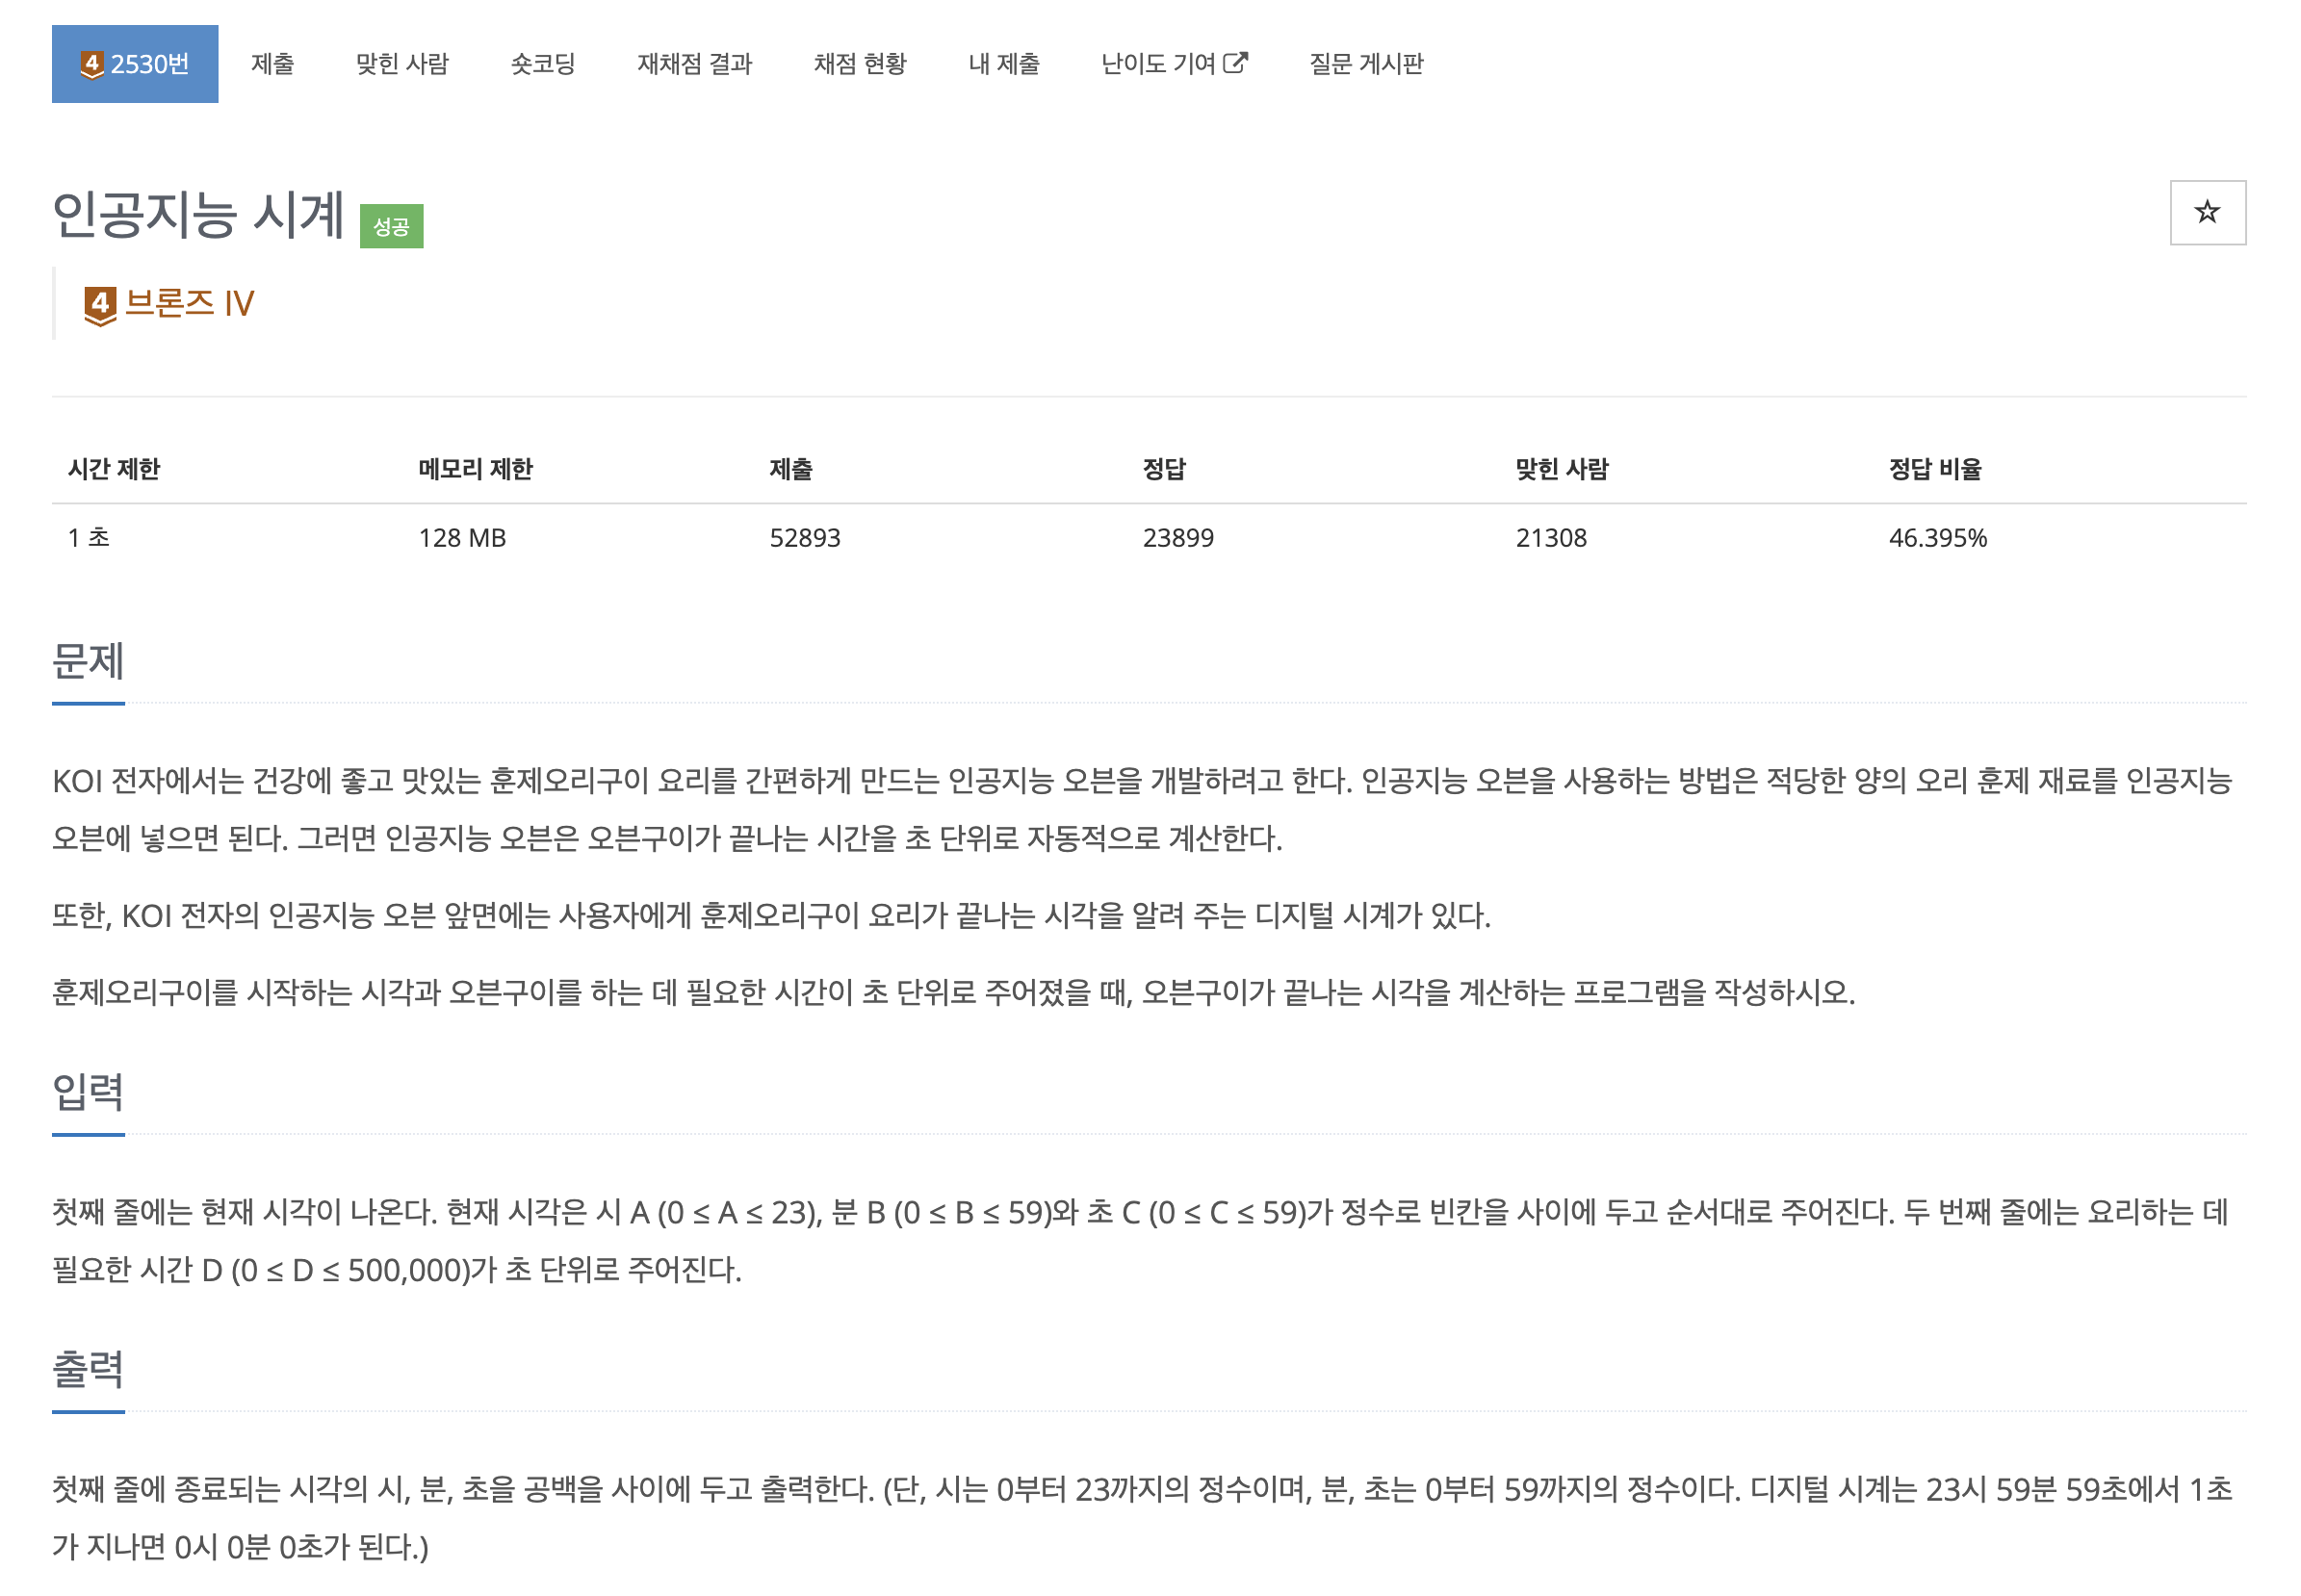 4 2530번 제출 맞힌 사람 숏코딩 재채점 결과 채점 현황 내 제출 난이도 기여 질문 게시판
인공지능 시계 성공
4 브론즈 IV
시간 제한 메모리 제한 제출 정답 맞힌 사람 정답 비율
1 초 128 MB 52893 23899 21308 46.395%
문제
KOI 전자에서는 건강에 좋고 맛있는 훈제오리구이 요리를 간편하게 만드는 인공지능 오븐을 개발하려고 한다. 인공지능 오븐을 사용하는 방법은 적당한 양의 오리 훈제 재료를 인공지능
오븐에 넣으면 된다. 그러면 인공지능 오븐은 오븐구이가 끝나는 시간을 초 단위로 자동적으로 계산한다.
또한, KOI 전자의 인공지능 오븐 앞면에는 사용자에게 훈제오리구이 요리가 끝나는 시각을 알려 주는 디지털 시계가 있다.
훈제오리구이를 시작하는 시각과 오븐구이를 하는 데 필요한 시간이 초 단위로 주어졌을 때, 오븐구이가 끝나는 시각을 계산하는 프로그램을 작성하시오.
입력
첫째 줄에는 현재 시각이 나온다. 현재 시각은 시 A (0 ≤ A ≤ 23), 분 B (0 ≤ B ≤ 59)와 초 C (0 ≤ C ≤ 59)가 정수로 빈칸을 사이에 두고 순서대로 주어진다. 두 번째 줄에는 요리하는 데
필요한 시간 D (0 ≤ D ≤ 500,000)가 초 단위로 주어진다.
출력
첫째 줄에 종료되는 시각의 시, 분, 초을 공백을 사이에 두고 출력한다. (단, 시는 0부터 23까지의 정수이며, 분, 초는 0부터 59까지의 정수이다. 디지털 시계는 23시 59분 59초에서 1초
가 지나면 0시 0분 0초가 된다.)